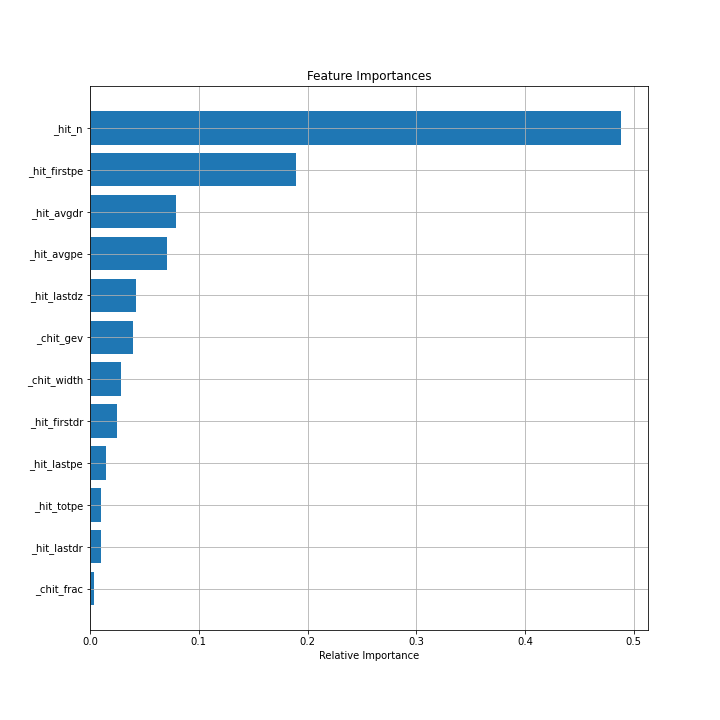 Feature Importances
_hit_n
_hit_firstpe
_hit_avgdr
_hit_avgpe
_hit_lastdz
_chit_gev
_chit_width
_hit_firstdr
_hit_lastpe
_hit_totpe
_hit_lastdr
_chit_frac
0.0 0.1 0.2 0.3 0.4 0.5
Relative Importance